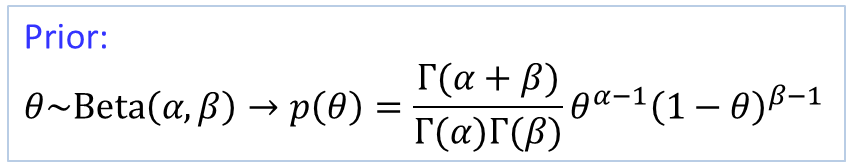 Prior:
θ~Beta(α, β) → p(θ) = Γ(α + β) / Γ(α)Γ(β) θ^{α−1}(1 − θ)^{β−1}